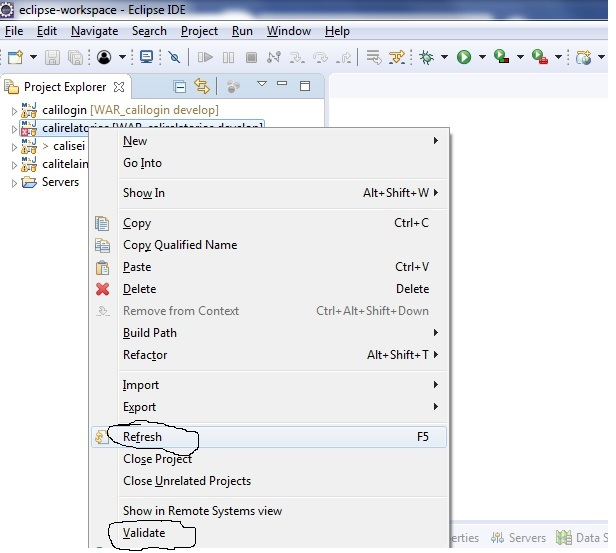 eclipse-workspace - Eclipse IDE
File Edit Navigate Search Project Run Window Help
Project Explorer
calilogin [WAR_calilogin develop]
calirelatorios [WAR_calirelatorios develop]
> calisei
calitelain
Servers
New
Go Into
Show In Alt+Shift+W
Copy Ctrl+C
Copy Qualified Name
Paste Ctrl+V
Delete Delete
Remove from Context Ctrl+Alt+Shift+Down
Build Path
Refactor Alt+Shift+T
Import
Export
Refresh F5
Close Project
Close Unrelated Projects
Show in Remote Systems view
Validate
erties Servers Data S